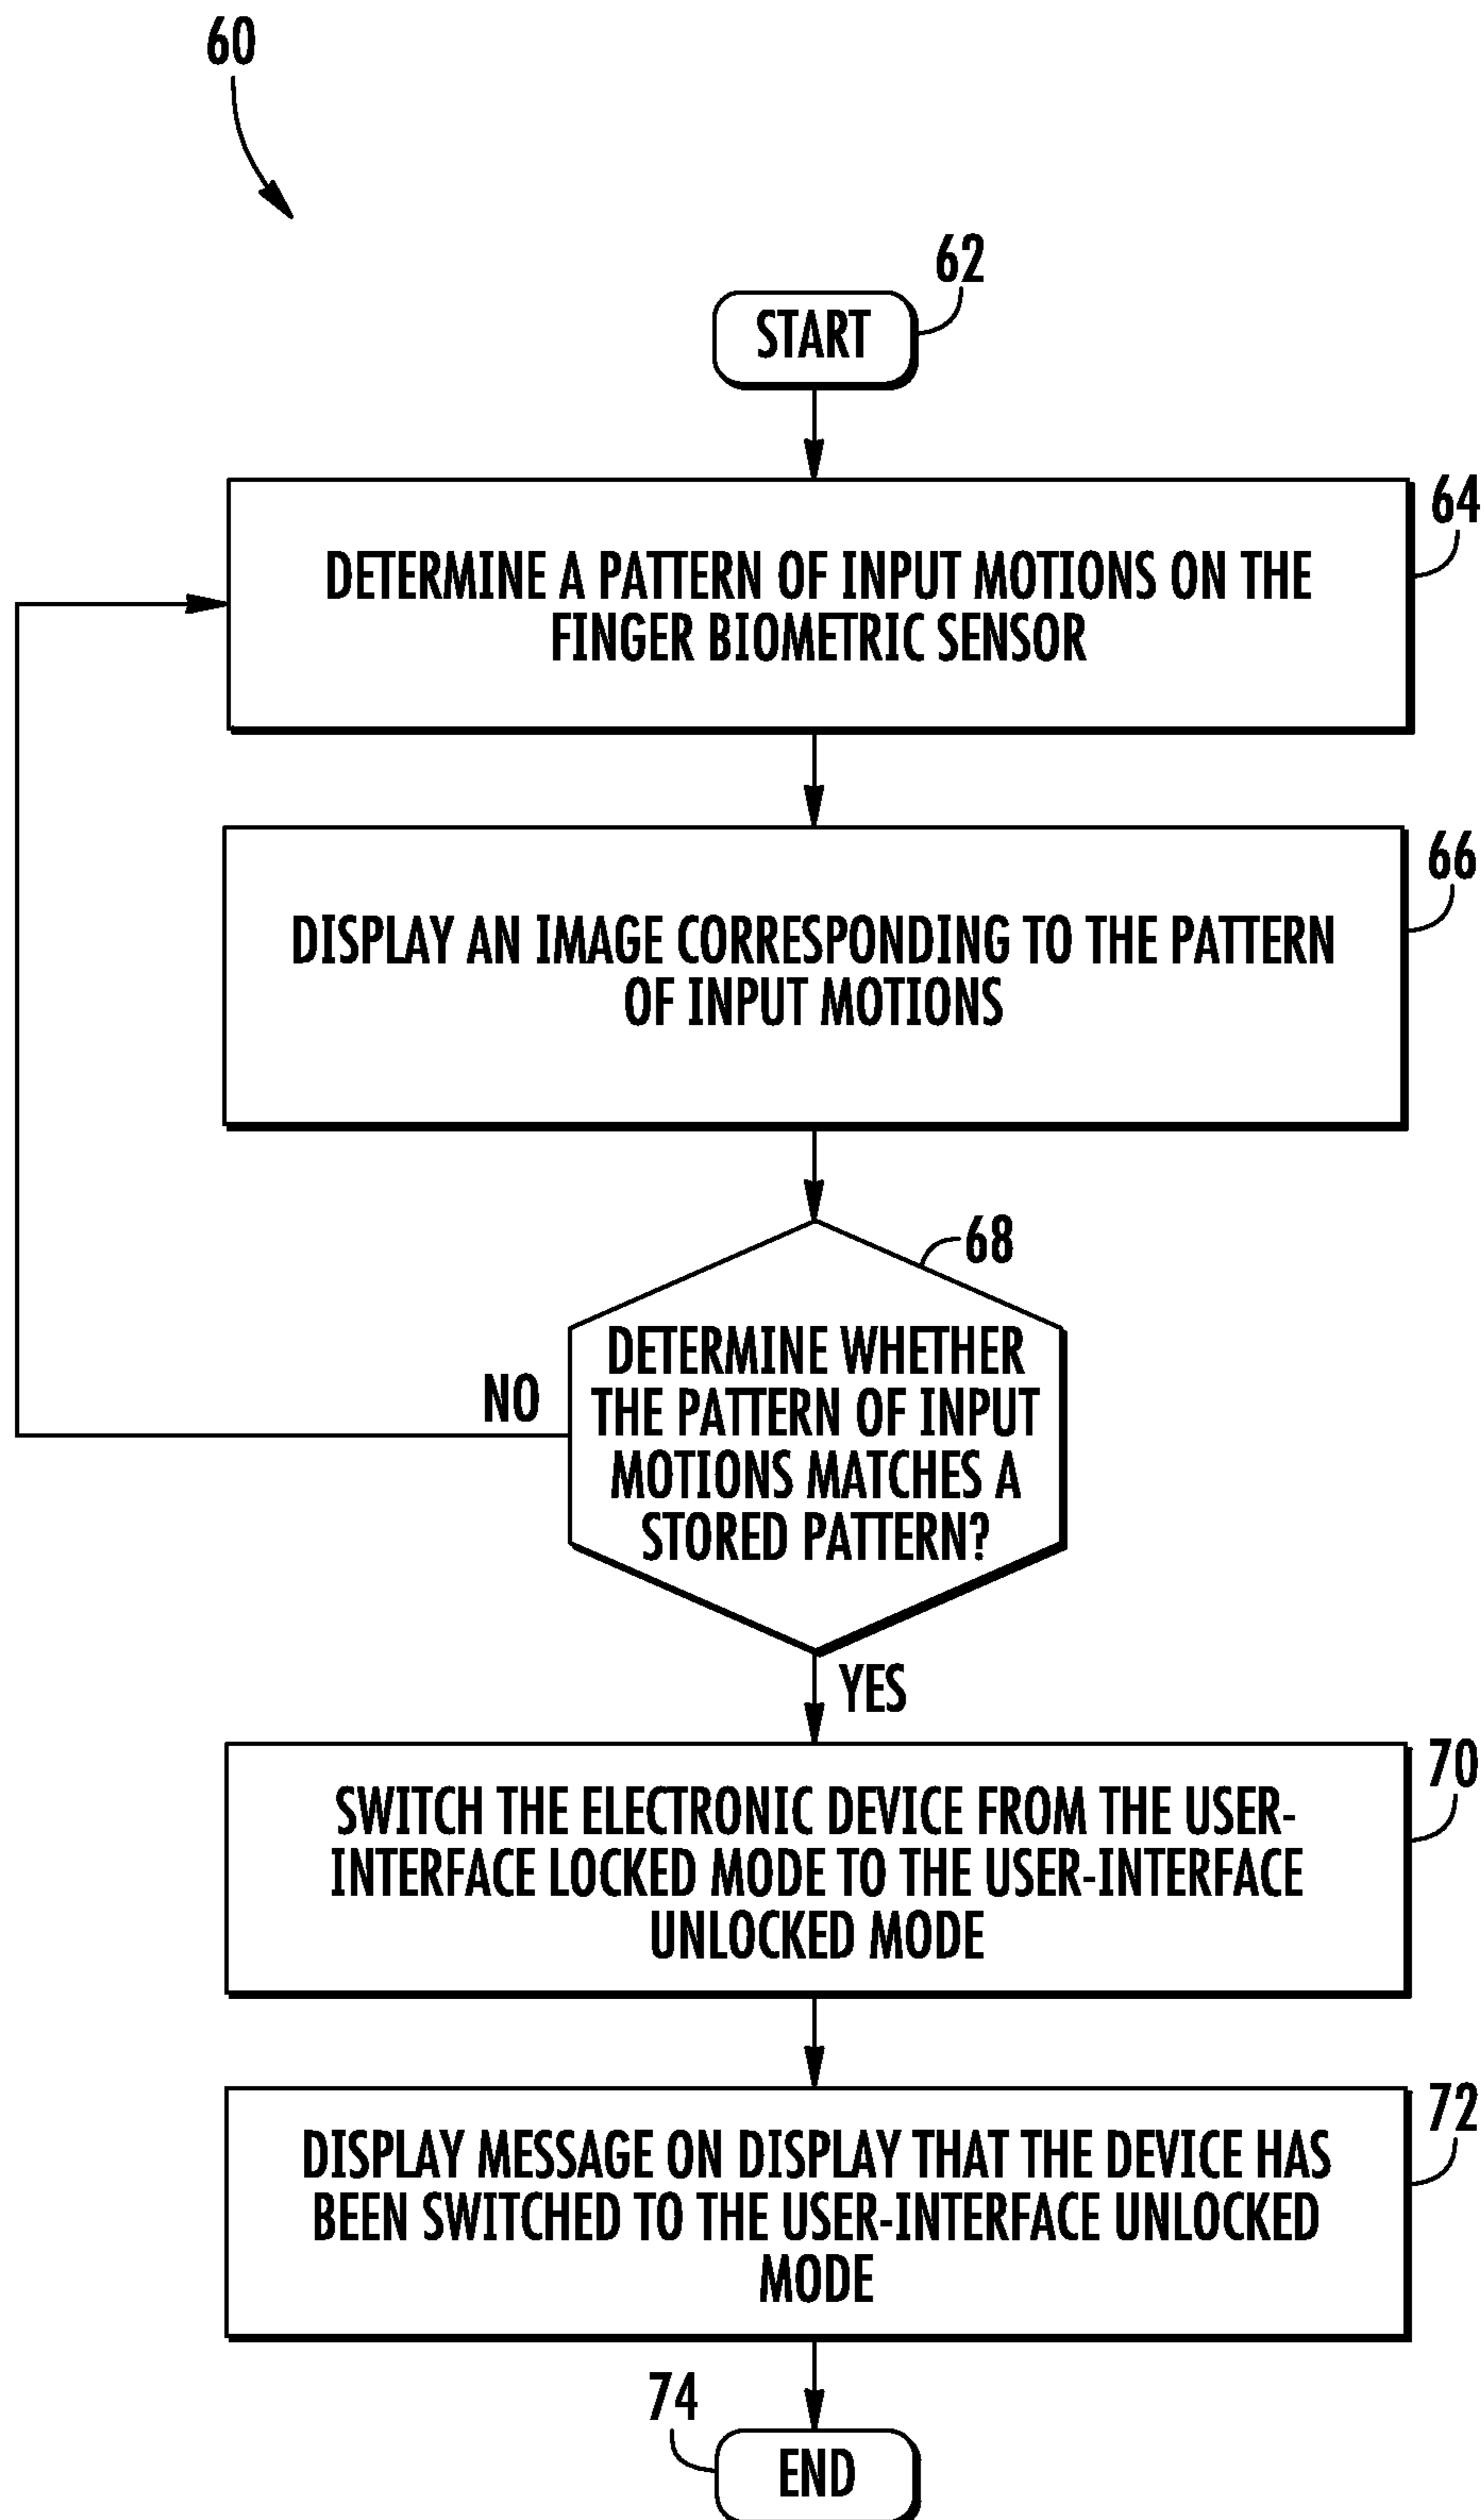 60
62
START
64
DETERMINE A PATTERN OF INPUT MOTIONS ON THE
FINGER BIOMETRIC SENSOR
66
DISPLAY AN IMAGE CORRESPONDING TO THE PATTERN
OF INPUT MOTIONS
68
DETERMINE WHETHER
THE PATTERN OF INPUT
MOTIONS MATCHES A
STORED PATTERN?
NO
YES
70
SWITCH THE ELECTRONIC DEVICE FROM THE USER-
INTERFACE LOCKED MODE TO THE USER-INTERFACE
UNLOCKED MODE
72
DISPLAY MESSAGE ON DISPLAY THAT THE DEVICE HAS
BEEN SWITCHED TO THE USER-INTERFACE UNLOCKED
MODE
74
END